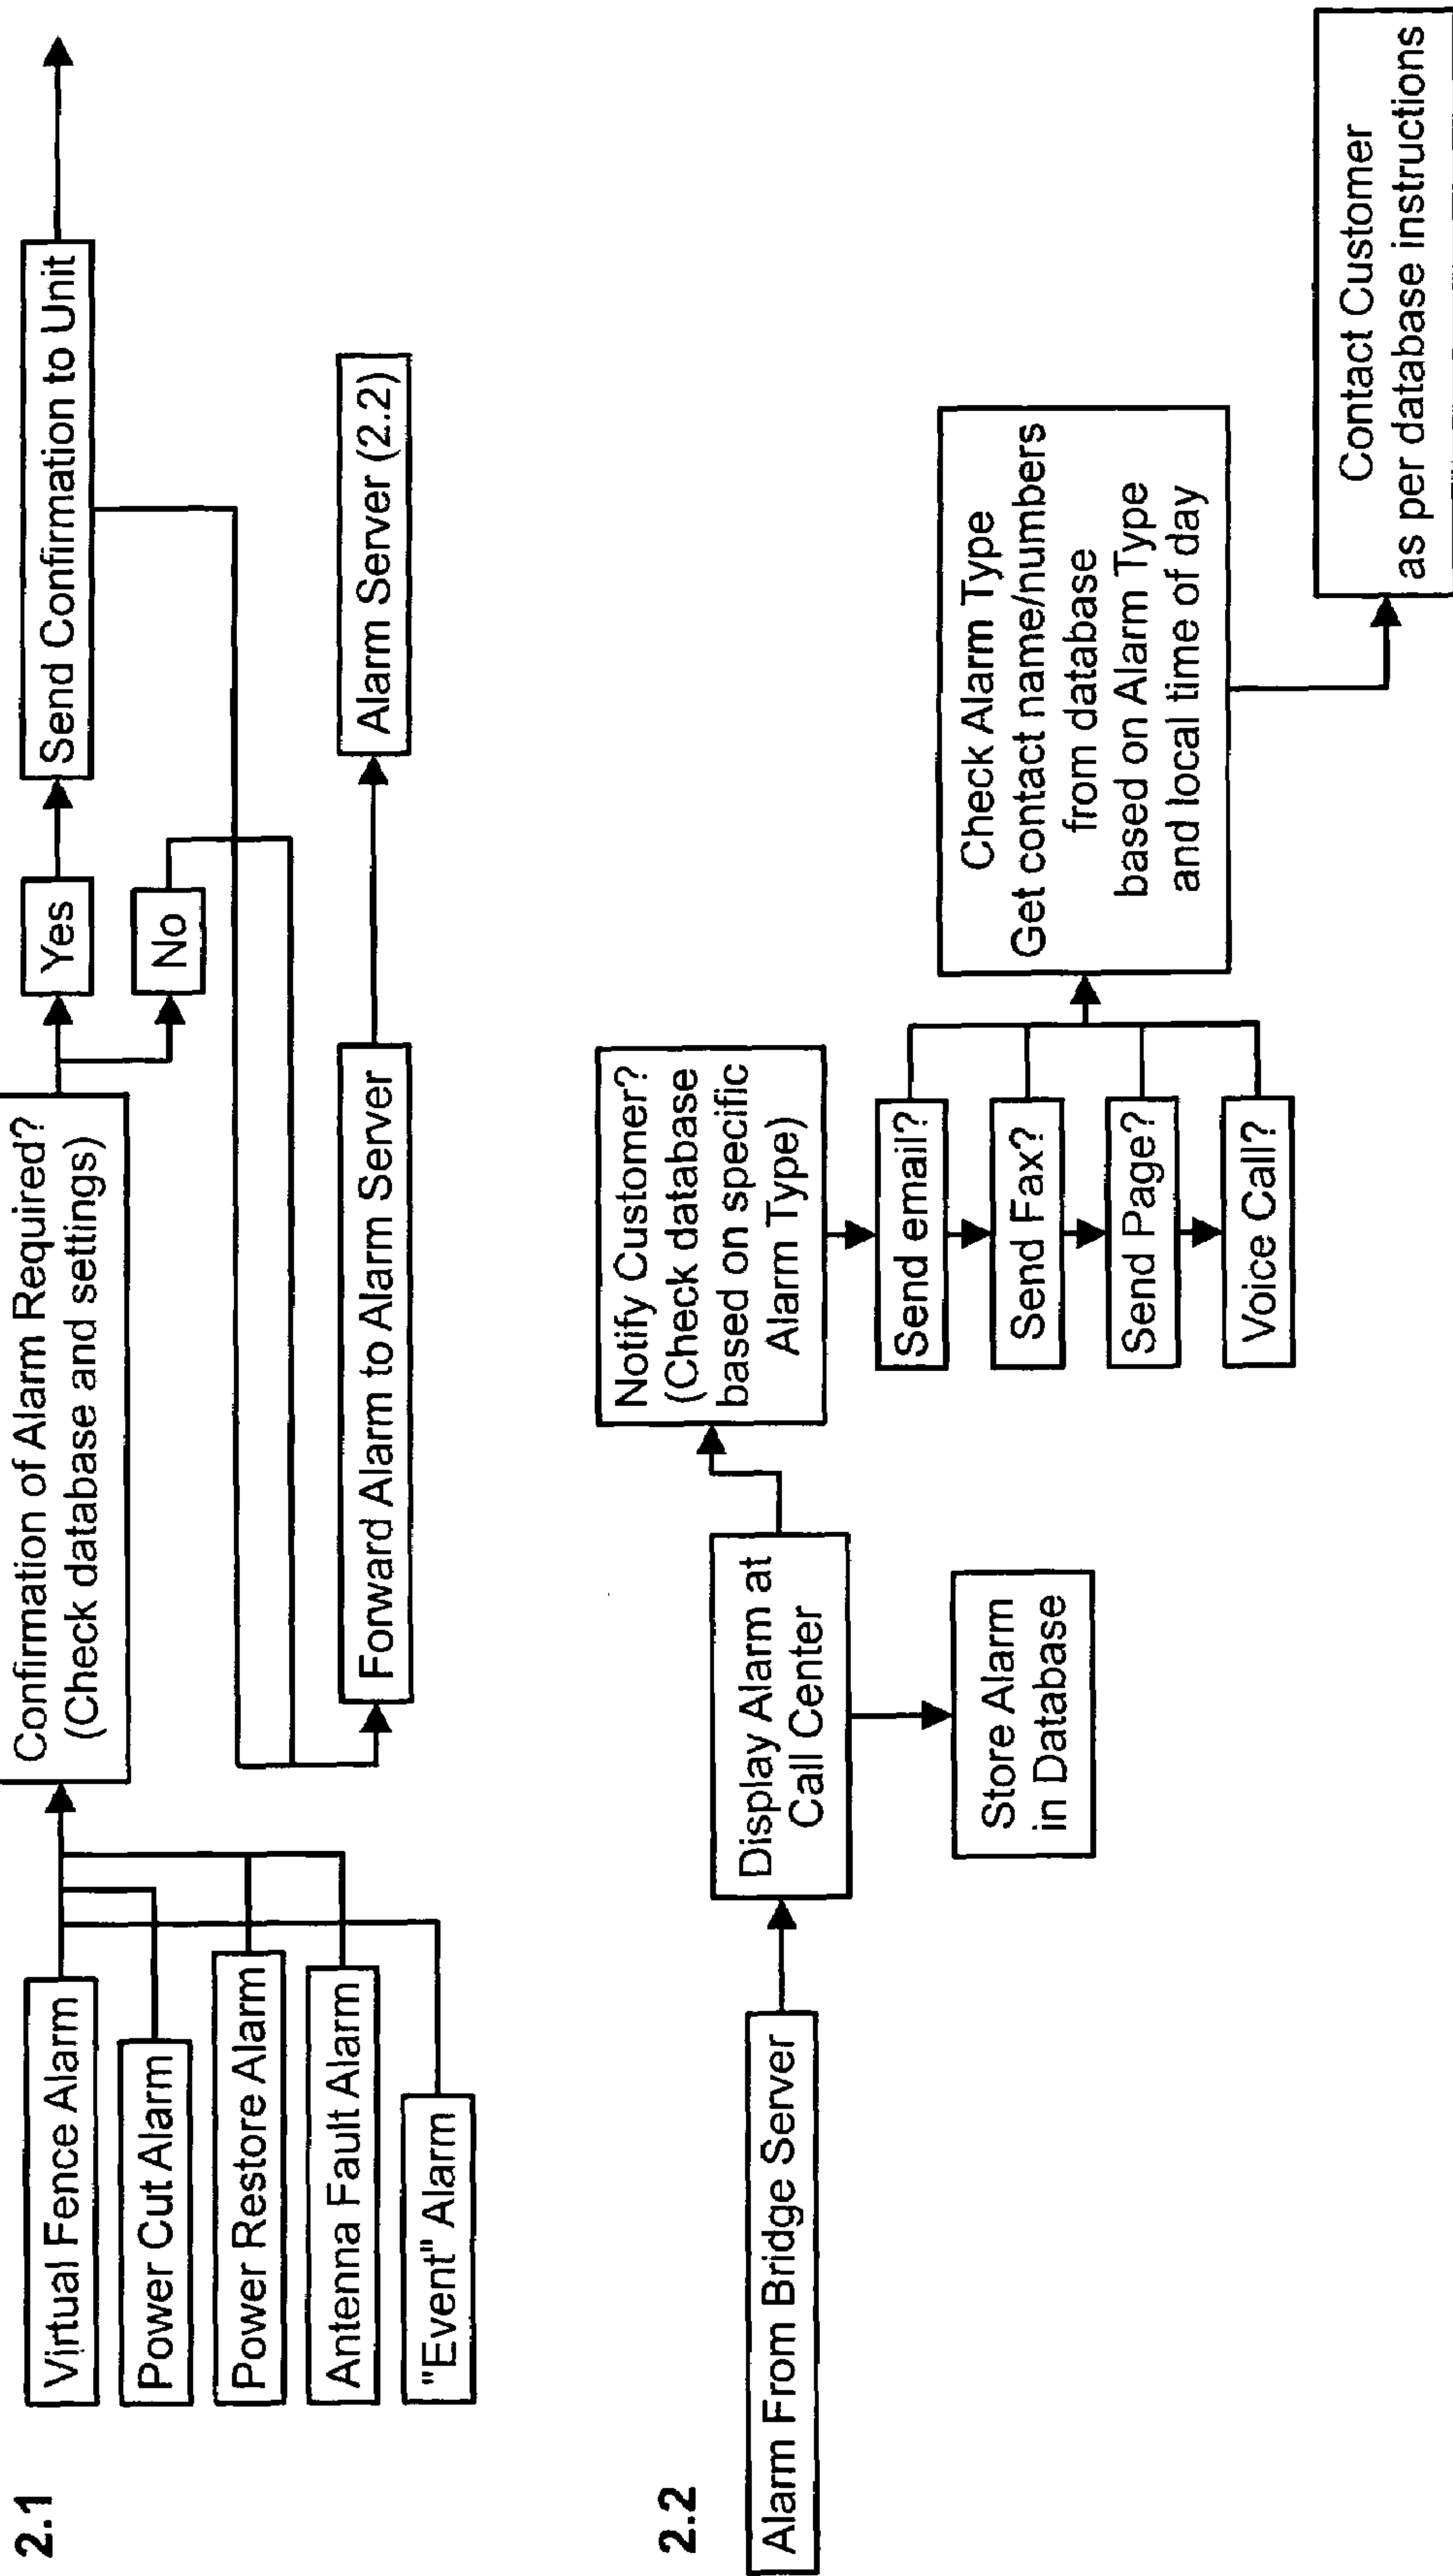 2.1
Virtual Fence Alarm
Power Cut Alarm
Power Restore Alarm
Antenna Fault Alarm
"Event" Alarm
Confirmation of Alarm Required?
(Check database and settings)
Yes
No
Send Confirmation to Unit
Forward Alarm to Alarm Server
Alarm Server (2.2)
2.2
Alarm From Bridge Server
Display Alarm at
Call Center
Store Alarm
in Database
Notify Customer?
(Check database
based on specific
Alarm Type)
Send email?
Send Fax?
Send Page?
Voice Call?
Check Alarm Type
Get contact name/numbers
from database
based on Alarm Type
and local time of day
Contact Customer
as per database instructions